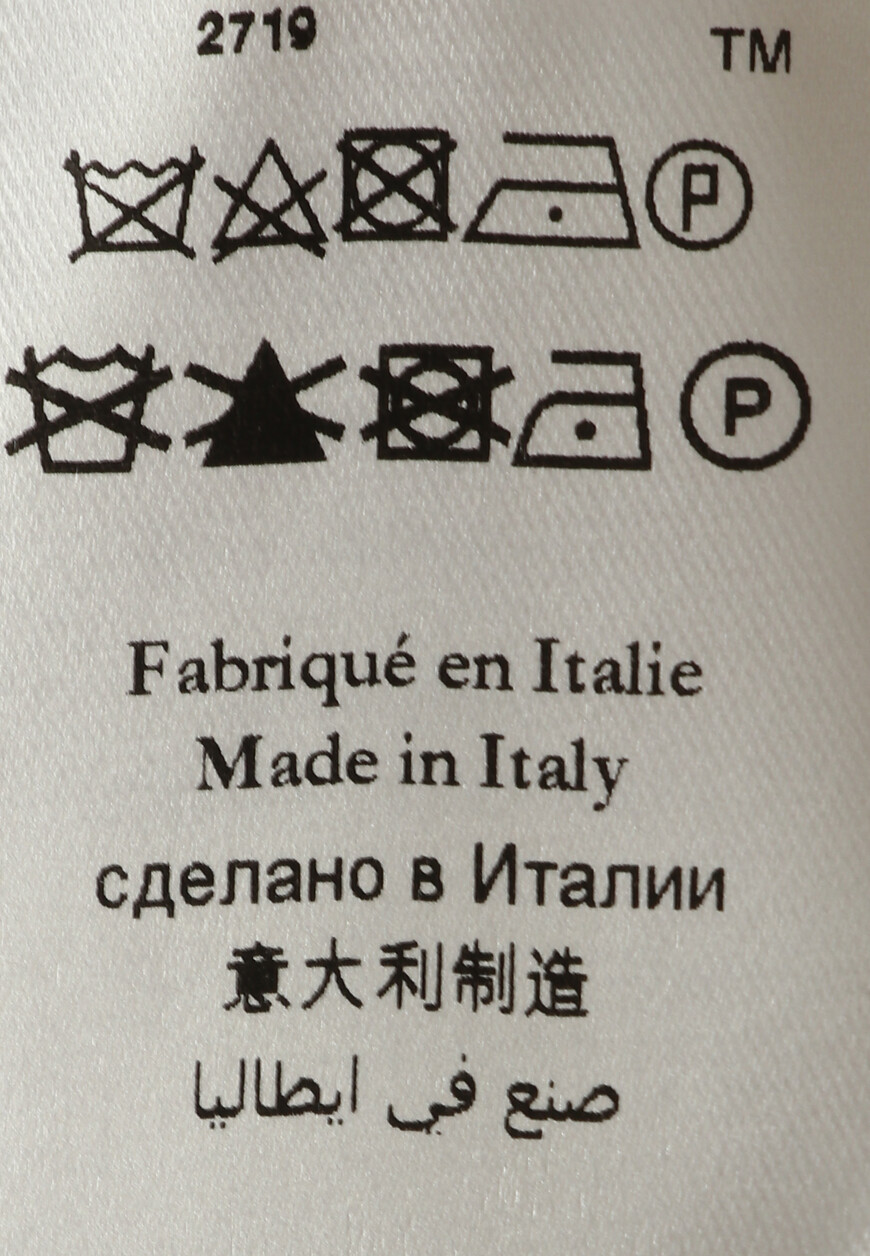 2719 TM
P
P
Fabriqué en Italie
Made in Italy
сделано в Италии
意大利制造
صنع في ايطاليا